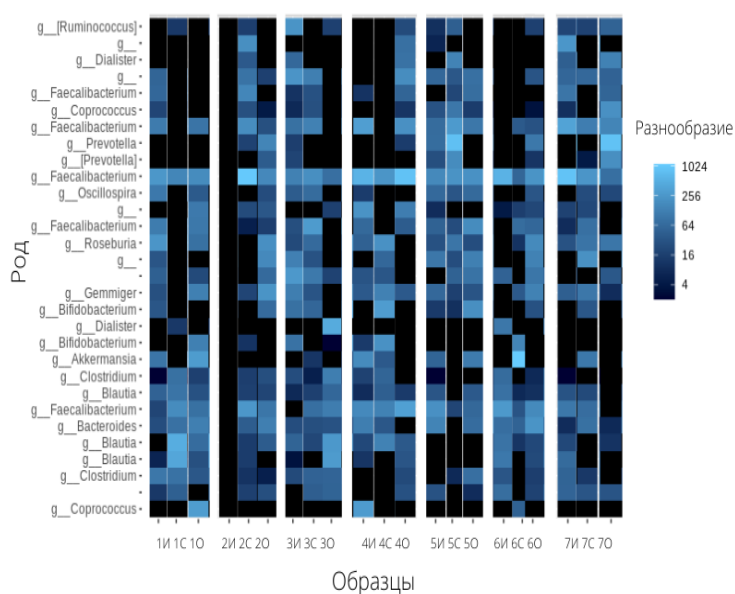 g__[Ruminococcus]
g__
g__Dialister
g__
g__Faecalibacterium
g__Coprococcus
g__Faecalibacterium
g__Prevotella
g__[Prevotella]
g__Faecalibacterium
g__Oscillospira
g__
g__Faecalibacterium
g__Roseburia
g__
g__Gemmiger
g__Bifidobacterium
g__Dialister
g__Bifidobacterium
g__Akkermansia
g__Clostridium
g__Blautia
g__Faecalibacterium
g__Bacteroides
g__Blautia
g__Blautia
g__Clostridium
g__Coprococcus
Род
1И 1С 1О 2И 2С 2О 3И 3С 3О 4И 4С 4О 5И 5С 5О 6И 6С 6О 7И 7С 7О
Образцы
Разнообразие
1024
256
64
16
4